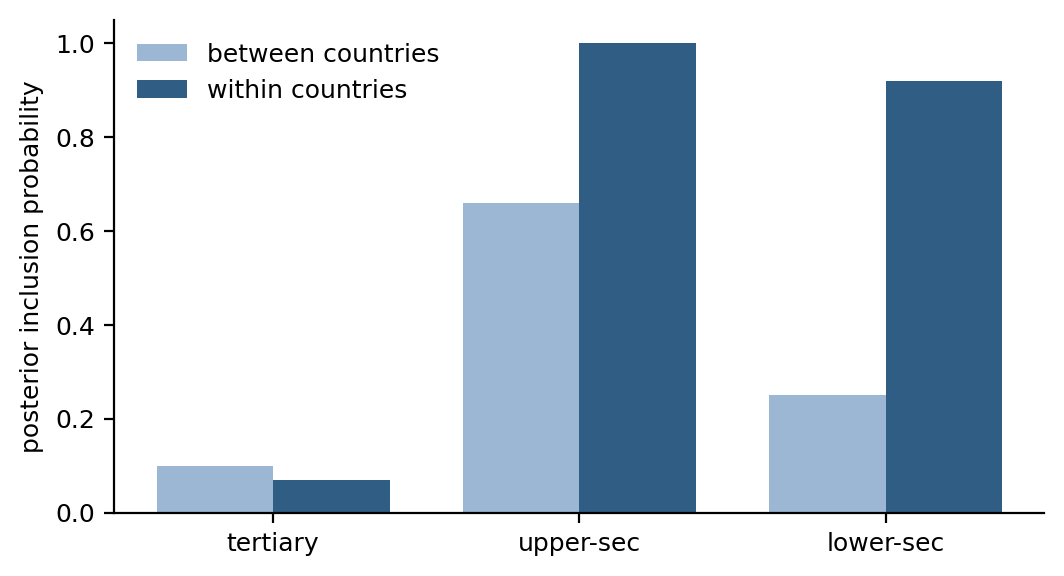 between countries
within countries
posterior inclusion probability
1.0
0.8
0.6
0.4
0.2
0.0
tertiary
upper-sec
lower-sec